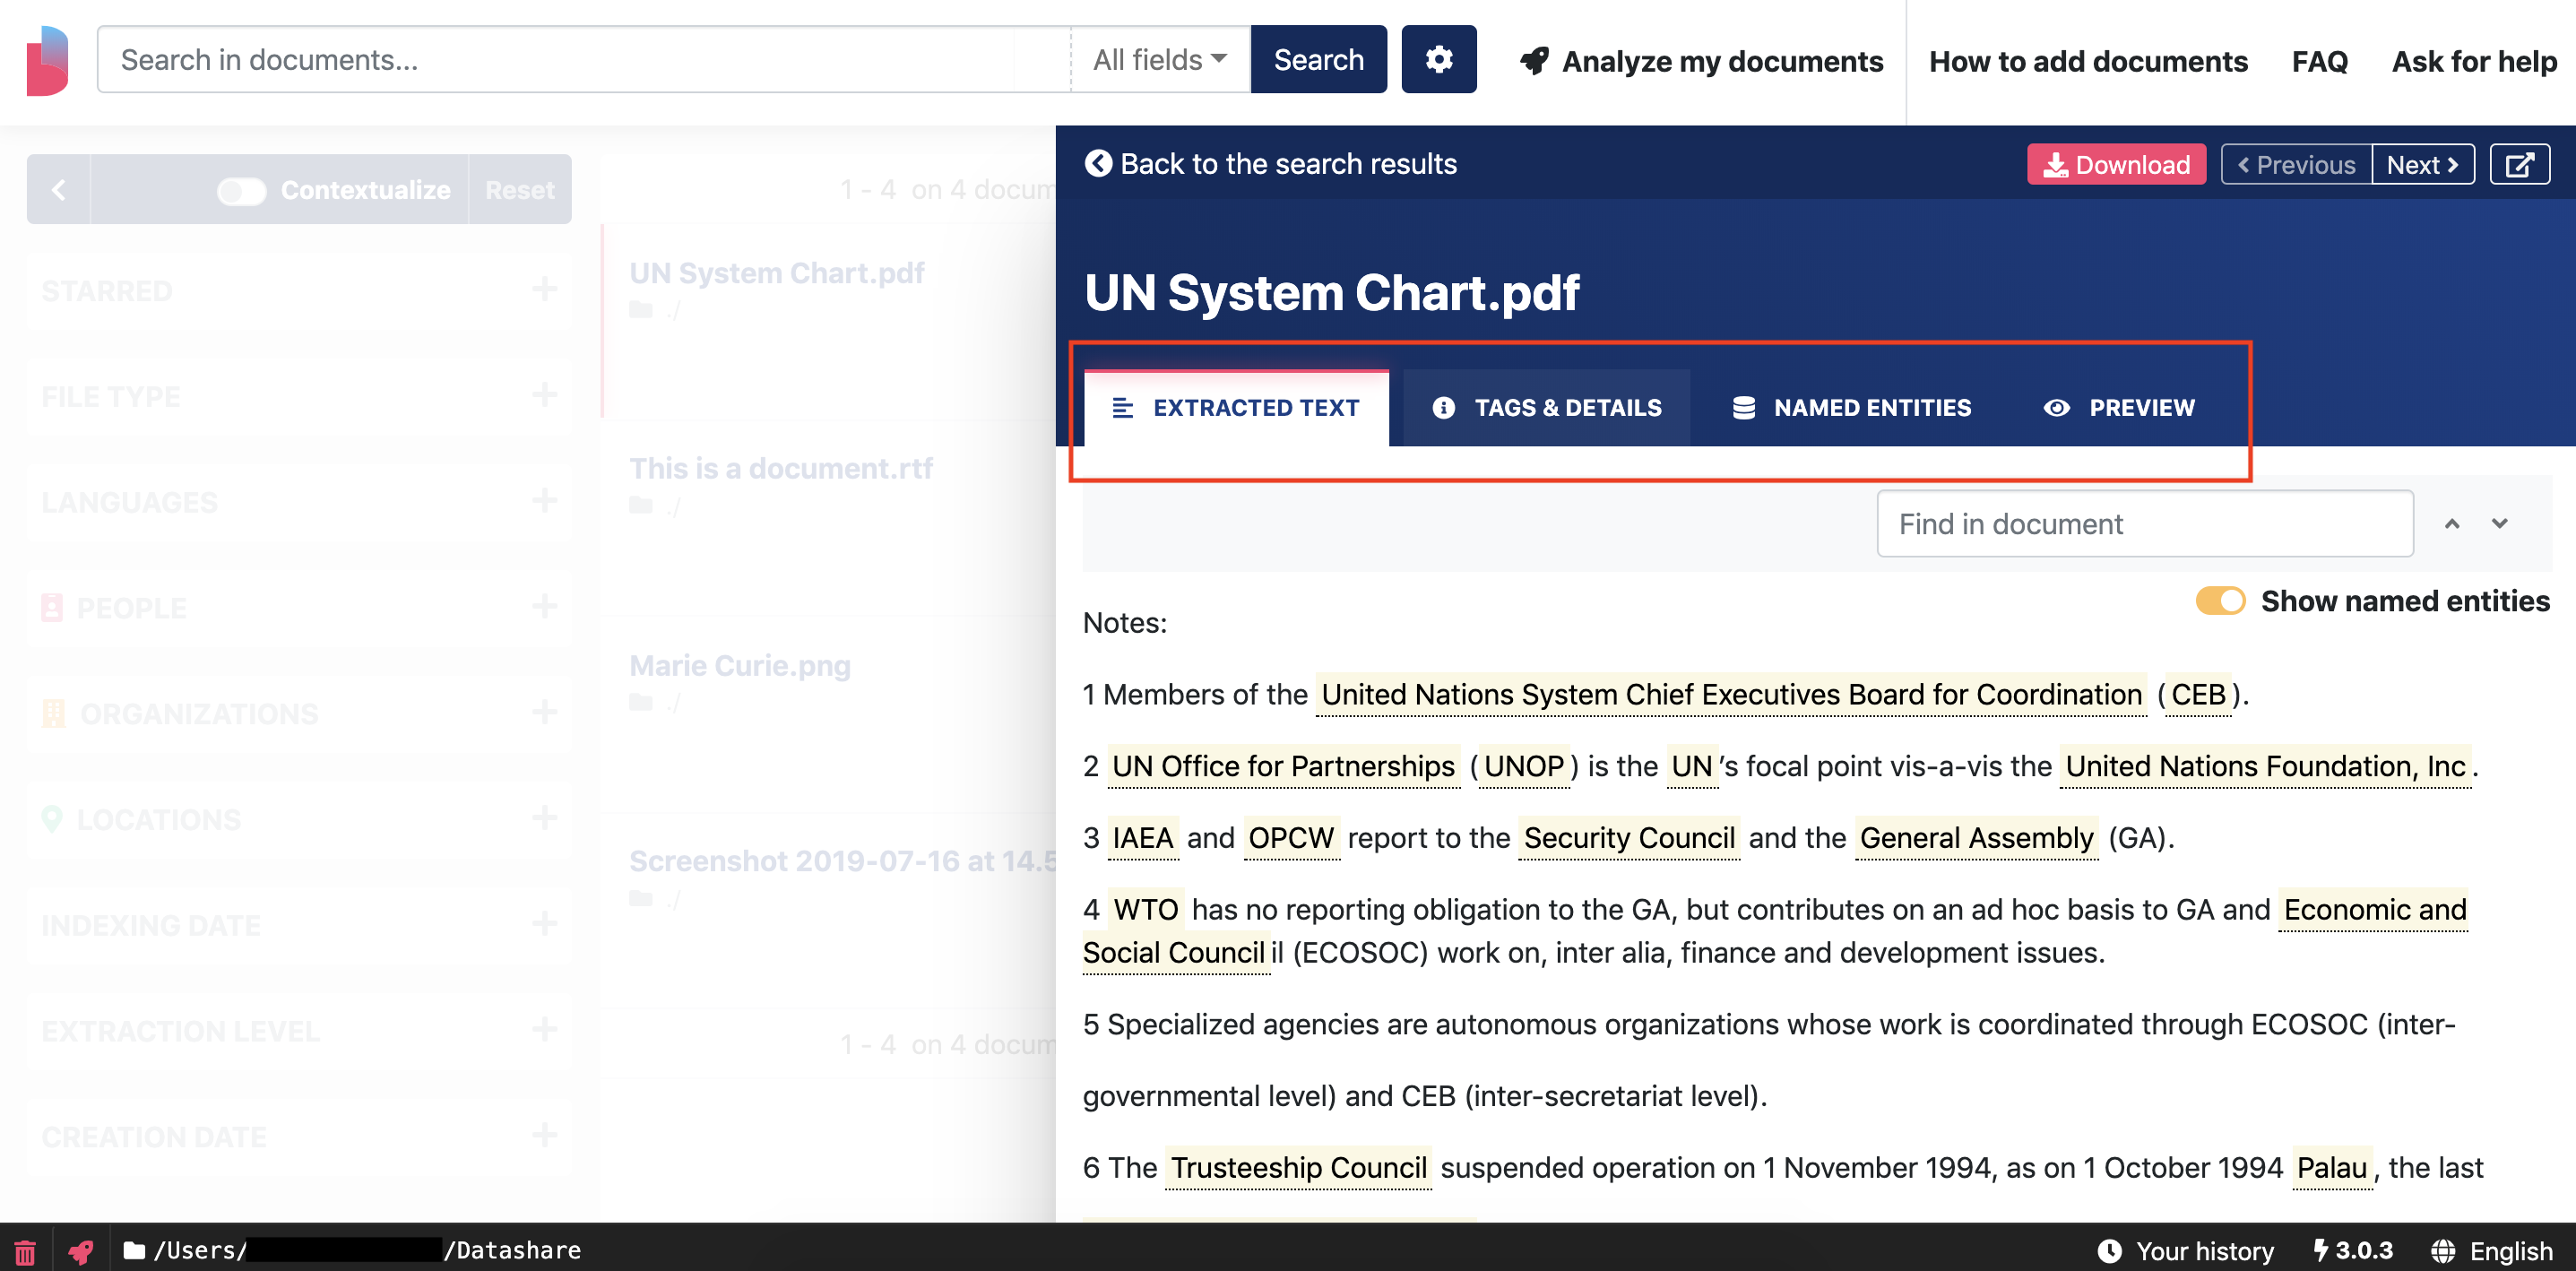 Search in documents... All fields Search Analyze my documents How to add documents FAQ Ask for help
Contextualize Reset
STARRED
FILE TYPE
LANGUAGES
PEOPLE
ORGANIZATIONS
LOCATIONS
INDEXING DATE
EXTRACTION LEVEL
CREATION DATE
1 - 4 on 4 docum
UN System Chart.pdf
./
This is a document.rtf
./
Marie Curie.png
./
Screenshot 2019-07-16 at 14.5
./
1 - 4 on 4 docum
Back to the search results Download Previous Next
UN System Chart.pdf
EXTRACTED TEXT TAGS & DETAILS NAMED ENTITIES PREVIEW
Find in document
Show named entities
Notes:
1 Members of the United Nations System Chief Executives Board for Coordination (CEB).
2 UN Office for Partnerships (UNOP) is the UN's focal point vis-a-vis the United Nations Foundation, Inc.
3 IAEA and OPCW report to the Security Council and the General Assembly (GA).
4 WTO has no reporting obligation to the GA, but contributes on an ad hoc basis to GA and Economic and
Social Councilil (ECOSOC) work on, inter alia, finance and development issues.
5 Specialized agencies are autonomous organizations whose work is coordinated through ECOSOC (inter-
governmental level) and CEB (inter-secretariat level).
6 The Trusteeship Council suspended operation on 1 November 1994, as on 1 October 1994 Palau, the last
/Users/ /Datashare Your history 3.0.3 English